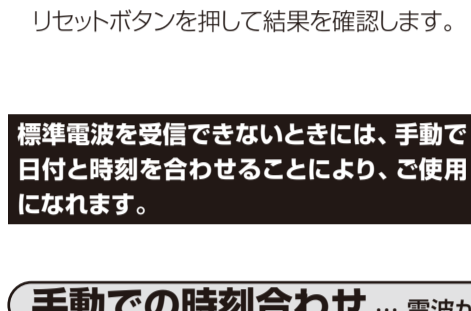 リセットボタンを押して結果を確認します。
標準電波を受信できないときには、手動で
日付と時刻を合わせることにより、ご使用
になれます。
手動での時刻合わせ … 電波が